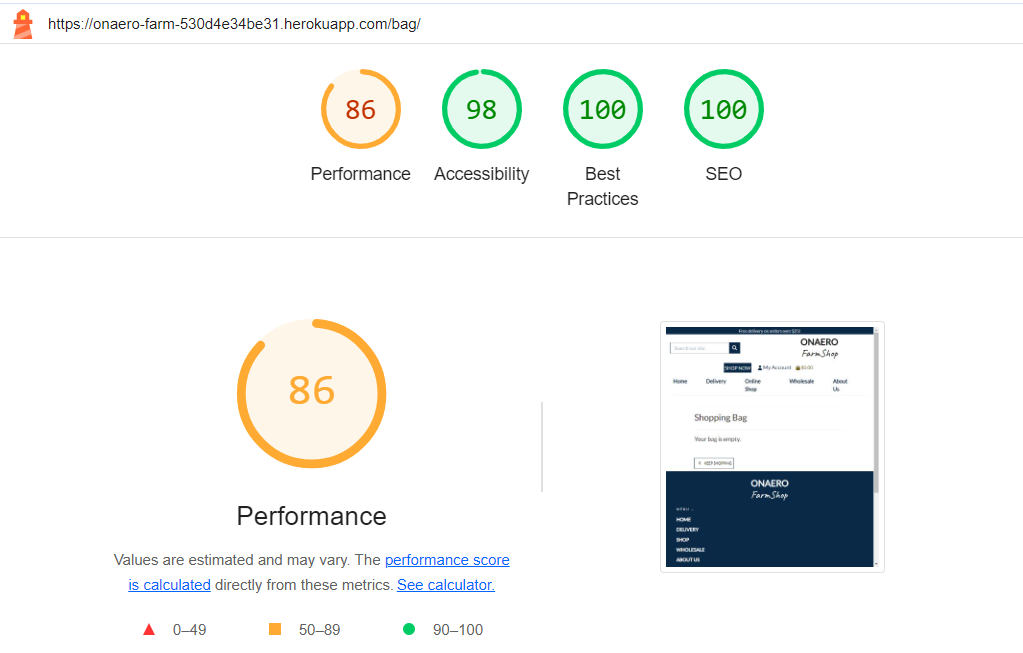 https://onaero-farm-530d4e34be31.herokuapp.com/bag/
86
98
100
100
Performance
Accessibility
Best
Practices
SEO
86
Performance
Values are estimated and may vary. The performance score
is calculated directly from these metrics. See calculator.
0–49
50–89
90–100
Free delivery on orders over
Search our site
ONAERO
FarmShop
SHOP NOW
My Account
$0.00
Home
Delivery
Online
Shop
Wholesale
About
Us
Shopping Bag
Your bag is empty.
< KEEP SHOPPING
ONAERO
FarmShop
MENU
HOME
DELIVERY
SHOP
WHOLESALE
ABOUT US